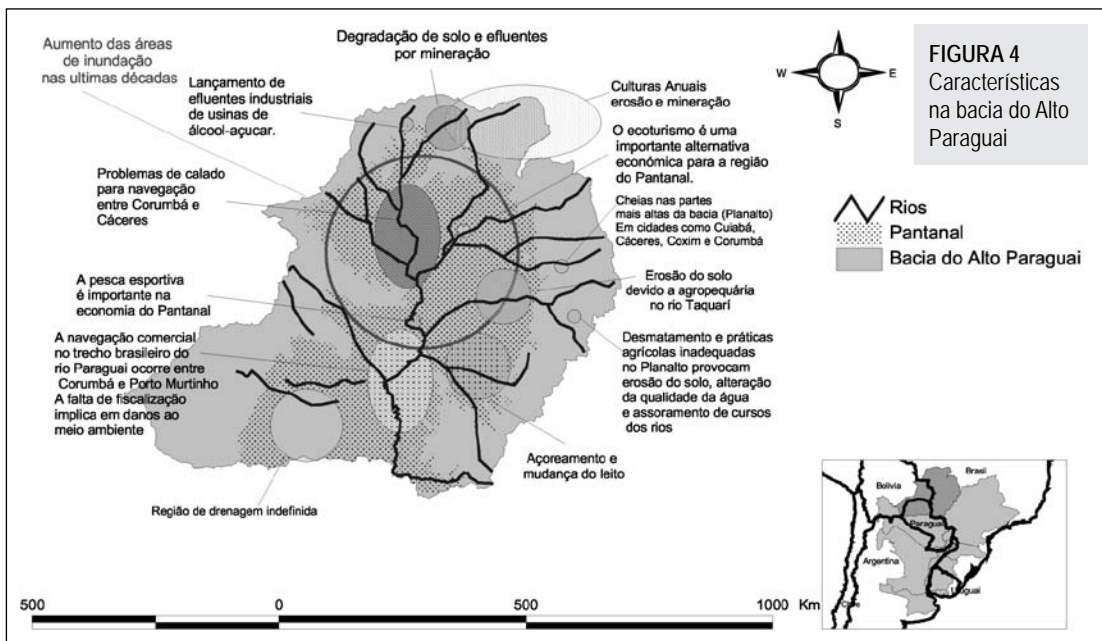 Aumento das áreas
de inundação
nas ultimas décadas
Degradação de solo e efluentes
por mineração
Lançamento de
efluentes industriais
de usinas de
álcool-açucar.
Culturas Anuais
erosão e mineração
O ecoturismo é uma
importante alternativa
económica para a região
do Pantanal.
Problemas de calado
para navegação
entre Corumbá e
Cáceres
Cheias nas partes
mais altas da bacia (Planalto)
Em cidades como Cuiabá,
Cáceres, Coxim e Corumbá
A pesca esportiva
é importante na
economia do Pantanal
Erosão do solo
devido a agropequária
no rio Taquarí
A navegação comercial
no trecho brasileiro do
rio Paraguai ocorre entre
Corumbá e Porto Murtinho
A falta de fiscalização
implica em danos ao
meio ambiente
Desmatamento e práticas
agrícolas inadequadas
no Planalto provocam
erosão do solo, alteração
da qualidade da água
e assoramento de cursos
dos rios
Açoreamento e
mudança do leito
Região de drenagem indefinida
W
N
E
S
FIGURA 4
Características
na bacia do Alto
Paraguai
Rios
Pantanal
Bacia do Alto Paraguai
Bolivia
Brasil
Paraguai
Argentina
Chile
Uruguai
500 0 500 1000 Km